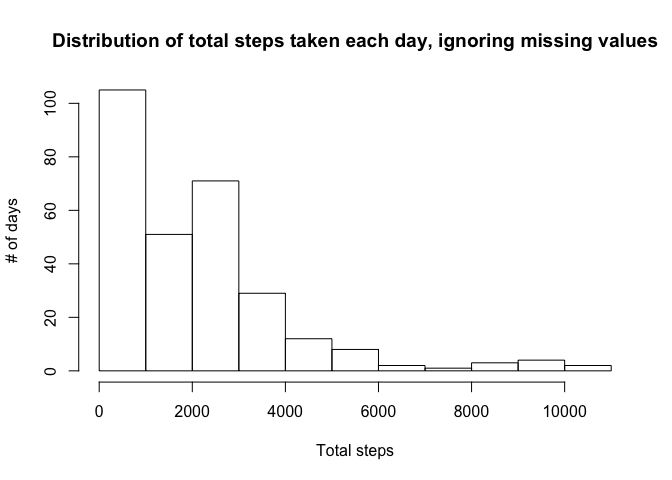 Distribution of total steps taken each day, ignoring missing values
# of days
100
80
60
40
20
0
0 2000 4000 6000 8000 10000
Total steps